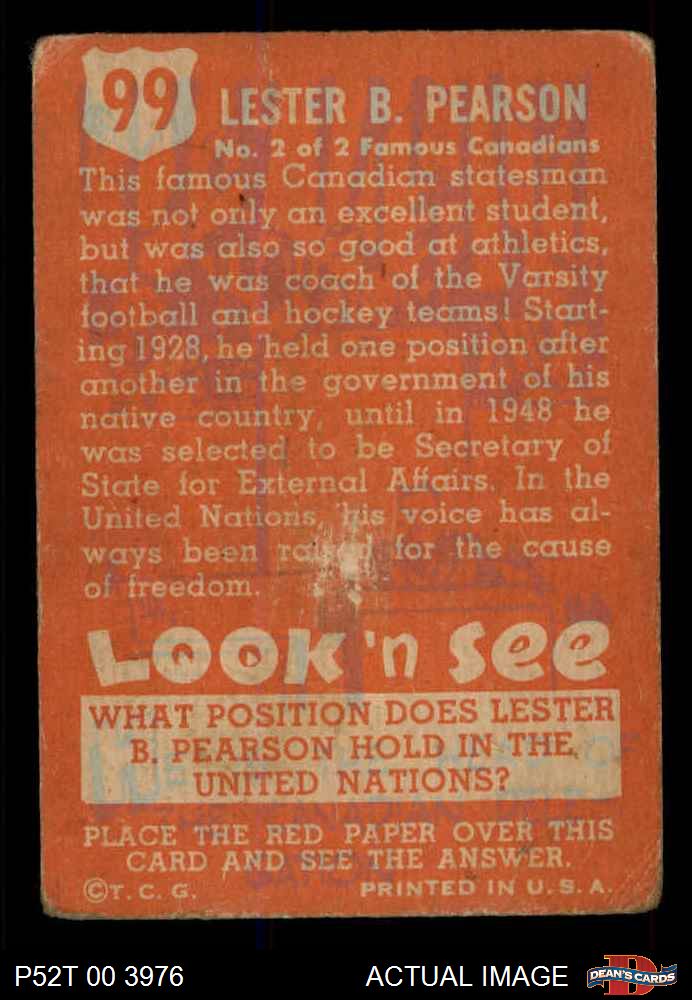 99
LESTER B. PEARSON
No. 2 of 2 Famous Canadians
This famous Canadian statesman
was not only an excellent student,
but was also so good at athletics,
that he was coach of the Varsity
football and hockey teams! Start-
ing 1928, he held one position after
another in the government of his
native country, until in 1948 he
was selected to be Secretary of
State for External Affairs. In the
United Nations, his voice has al-
ways been raised for the cause
of freedom.
LOOK 'n SEE
WHAT POSITION DOES LESTER
B. PEARSON HOLD IN THE
UNITED NATIONS?
PLACE THE RED PAPER OVER THIS
CARD AND SEE THE ANSWER.
©T. C. G. PRINTED IN U. S. A.
P52T 00 3976 ACTUAL IMAGE D DEAN'S CARDS